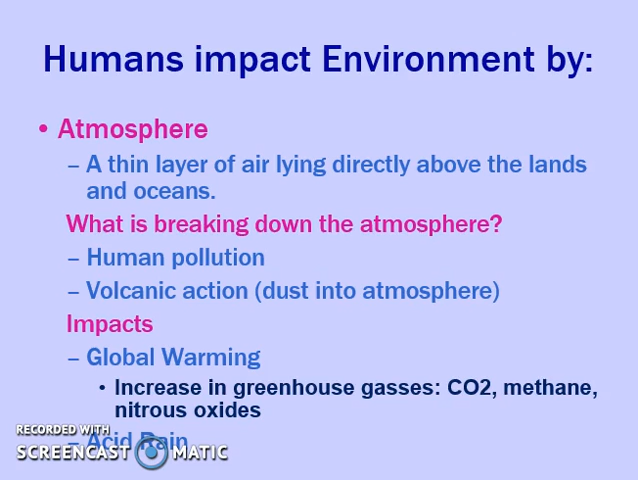 Humans impact Environment by:
• Atmosphere
– A thin layer of air lying directly above the lands
and oceans.
What is breaking down the atmosphere?
– Human pollution
– Volcanic action (dust into atmosphere)
Impacts
– Global Warming
• Increase in greenhouse gasses: CO2, methane,
nitrous oxides
– Acid Rain
RECORDED WITH
SCREENCAST MATIC